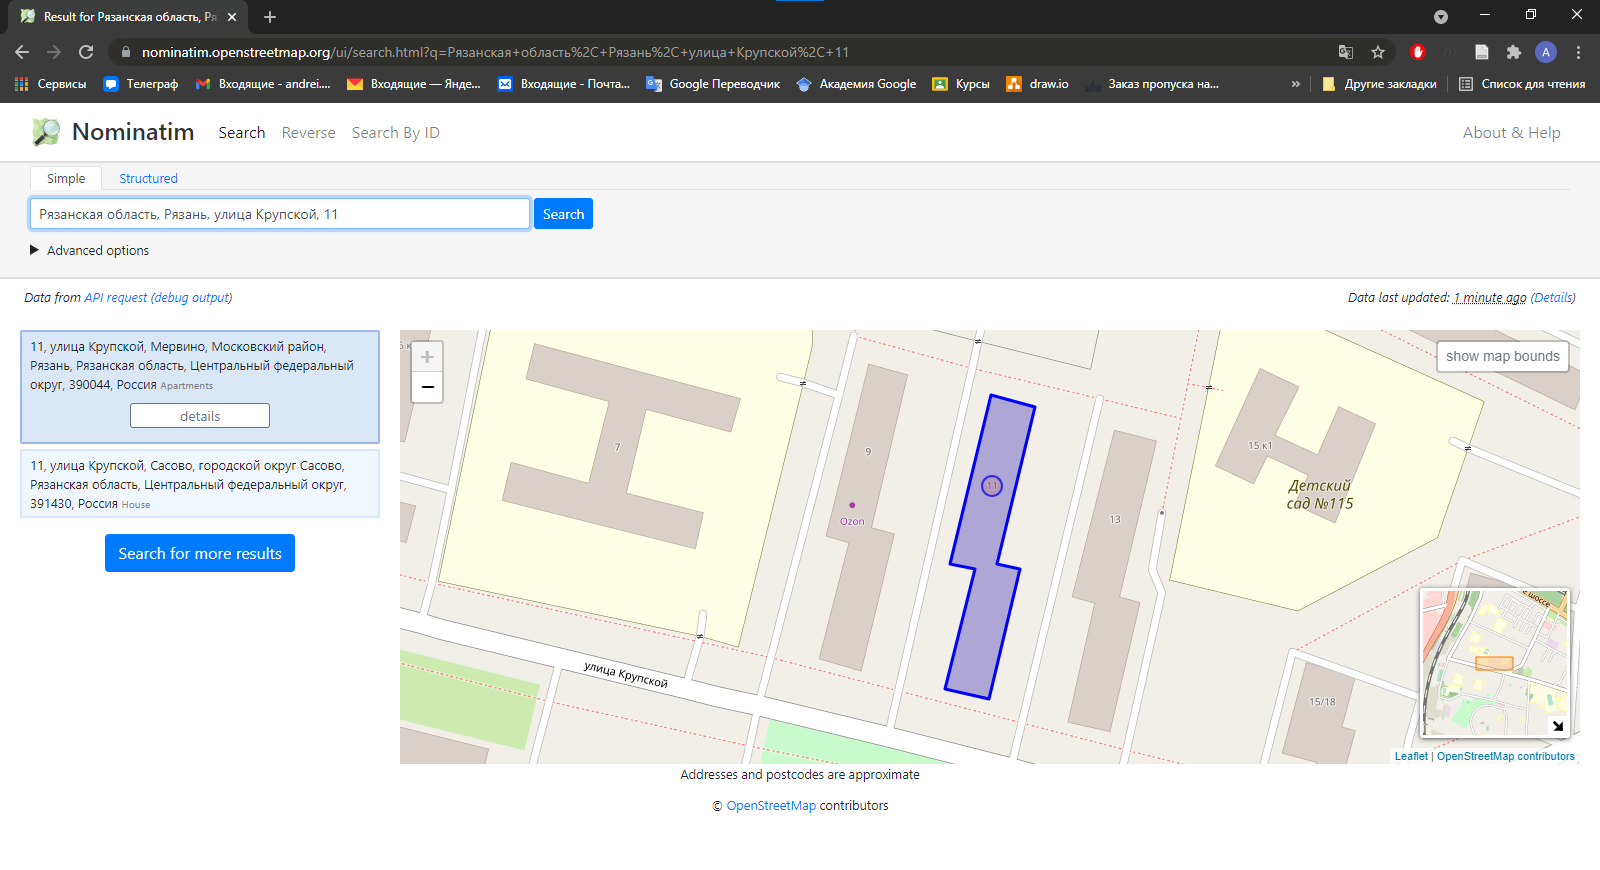 Result for Рязанская область, Ря
nominatim.openstreetmap.org/ui/search.html?q=Рязанская+область%2C+Рязань%2C+улица+Крупской%2C+11
A
Сервисы
Телеграф
Входящие - andrei....
Входящие — Янде...
Входящие - Почта...
Google Переводчик
Академия Google
Курсы
draw.io
Заказ пропуска на...
»
Другие закладки
Список для чтения
Nominatim
Search
Reverse
Search By ID
About & Help
Simple
Structured
Рязанская область, Рязань, улица Крупской, 11
Search
Advanced options
Data from API request (debug output)
Data last updated: 1 minute ago (Details)
11, улица Крупской, Мервино, Московский район,
Рязань, Рязанская область, Центральный федеральный
округ, 390044, Россия Apartments
details
11, улица Крупской, Сасово, городской округ Сасово,
Рязанская область, Центральный федеральный округ,
391430, Россия House
Search for more results
+
−
show map bounds
7
9
Ozon
11
13
15 к1
Детский
сад №115
15/18
улица Крупской
шоссе
Leaflet | OpenStreetMap contributors
Addresses and postcodes are approximate
© OpenStreetMap contributors